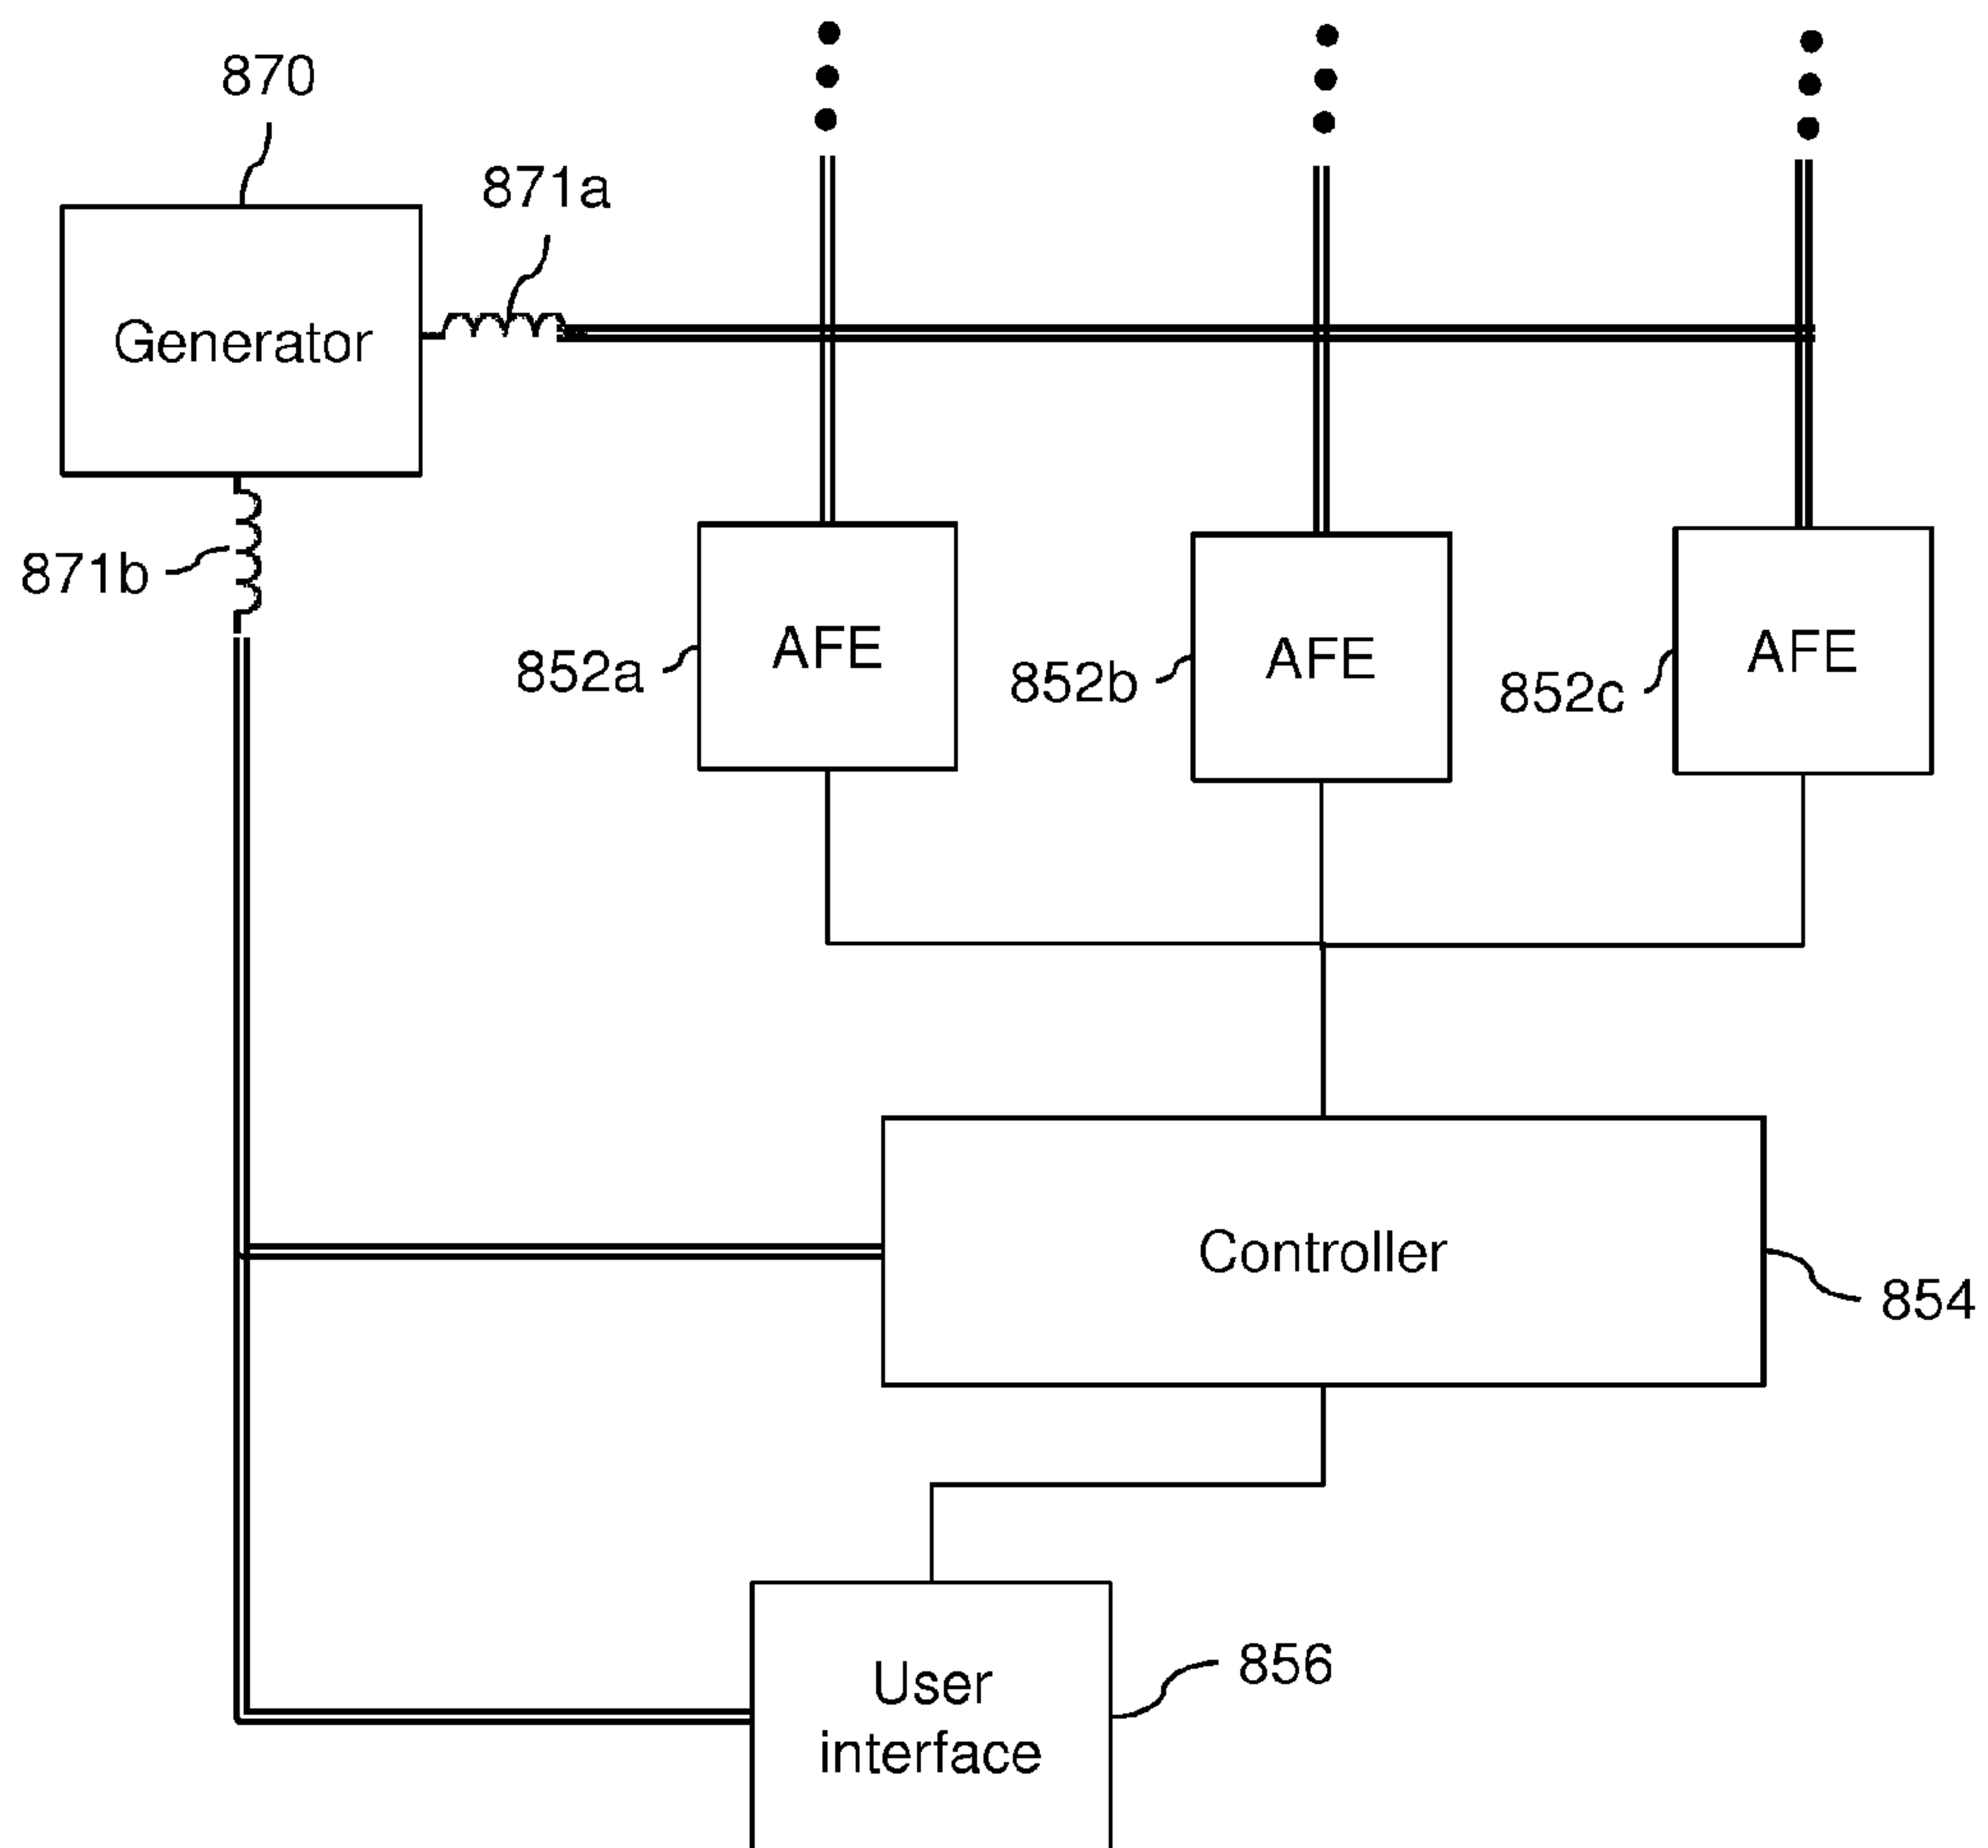 870
871a
Generator
871b
852a
AFE
852b
AFE
852c
AFE
Controller
854
User
interface
856